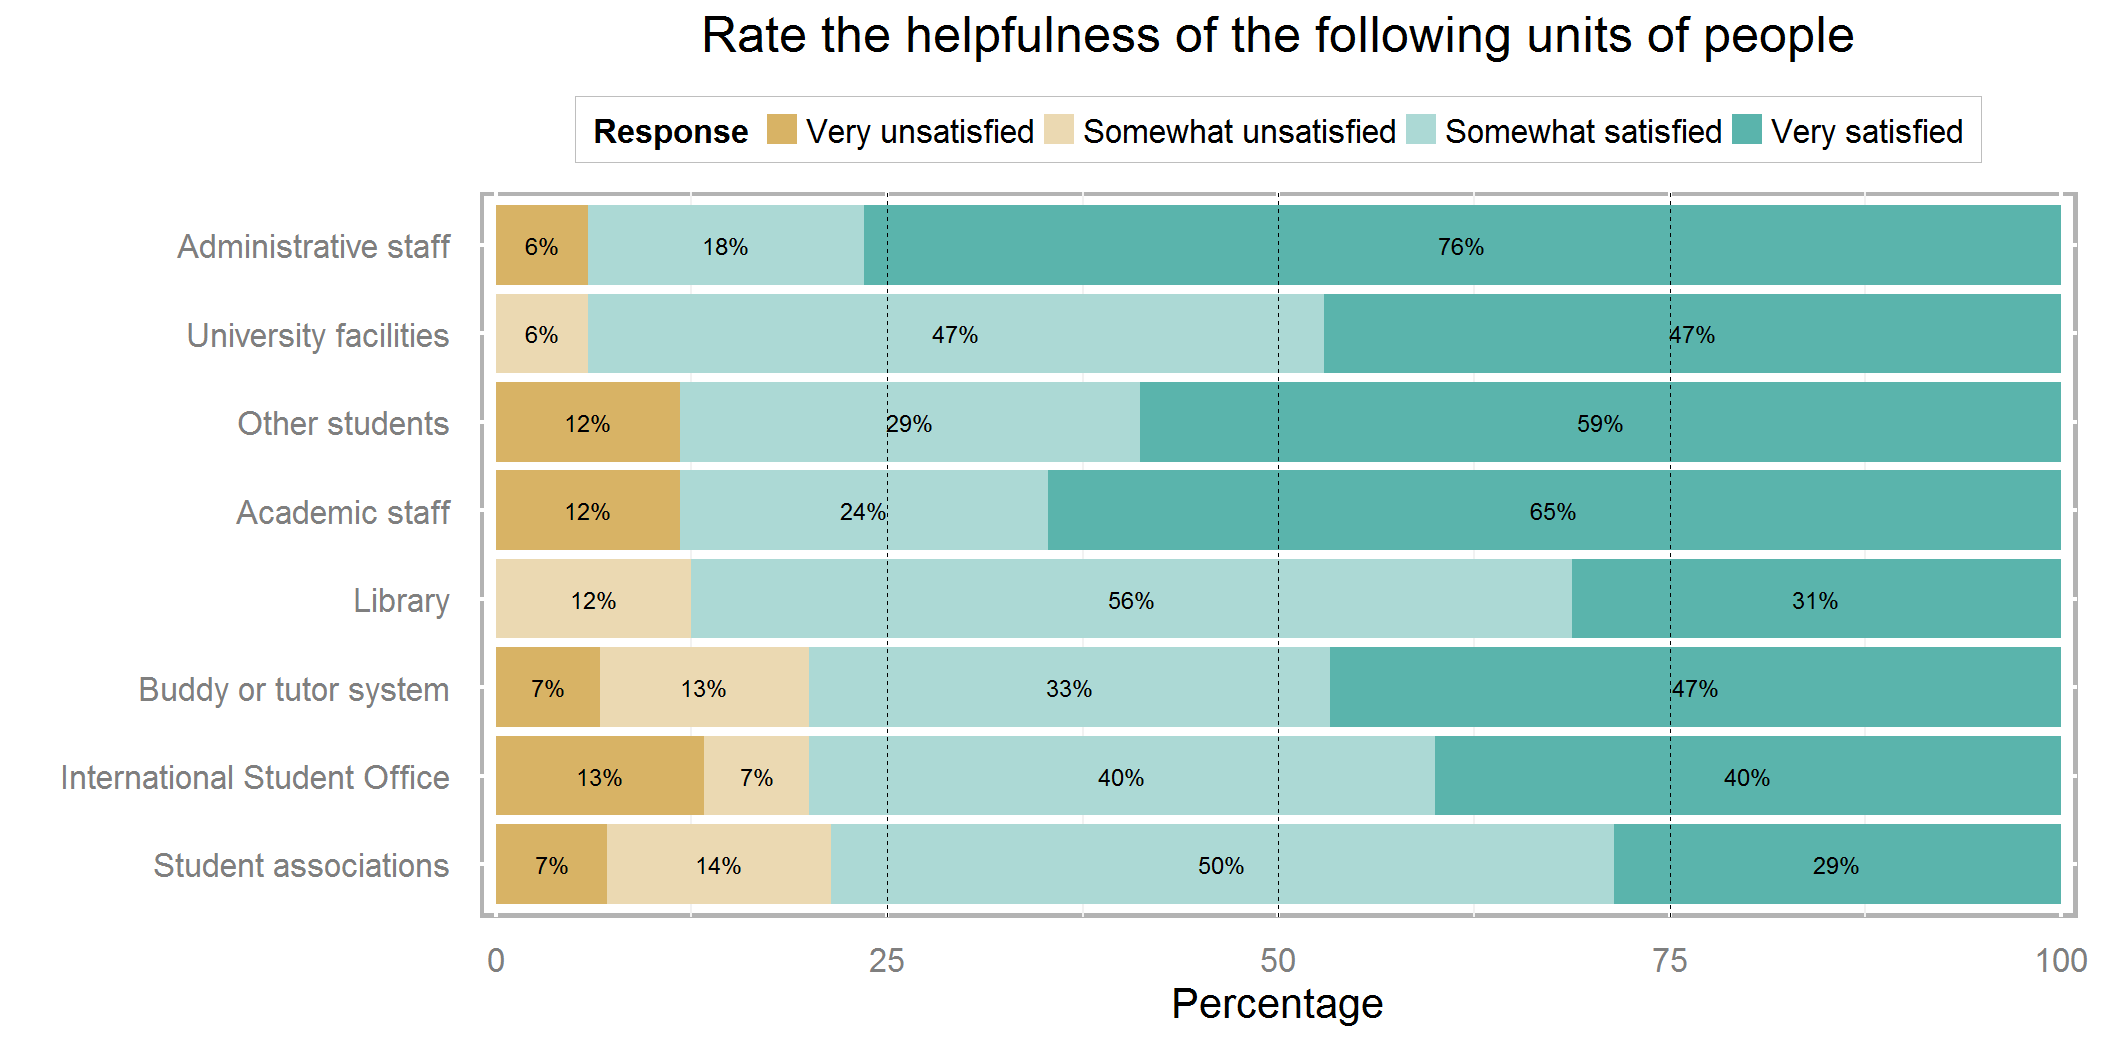 Rate the helpfulness of the following units of people
Response Very unsatisfied Somewhat unsatisfied Somewhat satisfied Very satisfied
Administrative staff 6% 18% 76%
University facilities 6% 47% 47%
Other students 12% 29% 59%
Academic staff 12% 24% 65%
Library 12% 56% 31%
Buddy or tutor system 7% 13% 33% 47%
International Student Office 13% 7% 40% 40%
Student associations 7% 14% 50% 29%
0 25 50 75 100
Percentage